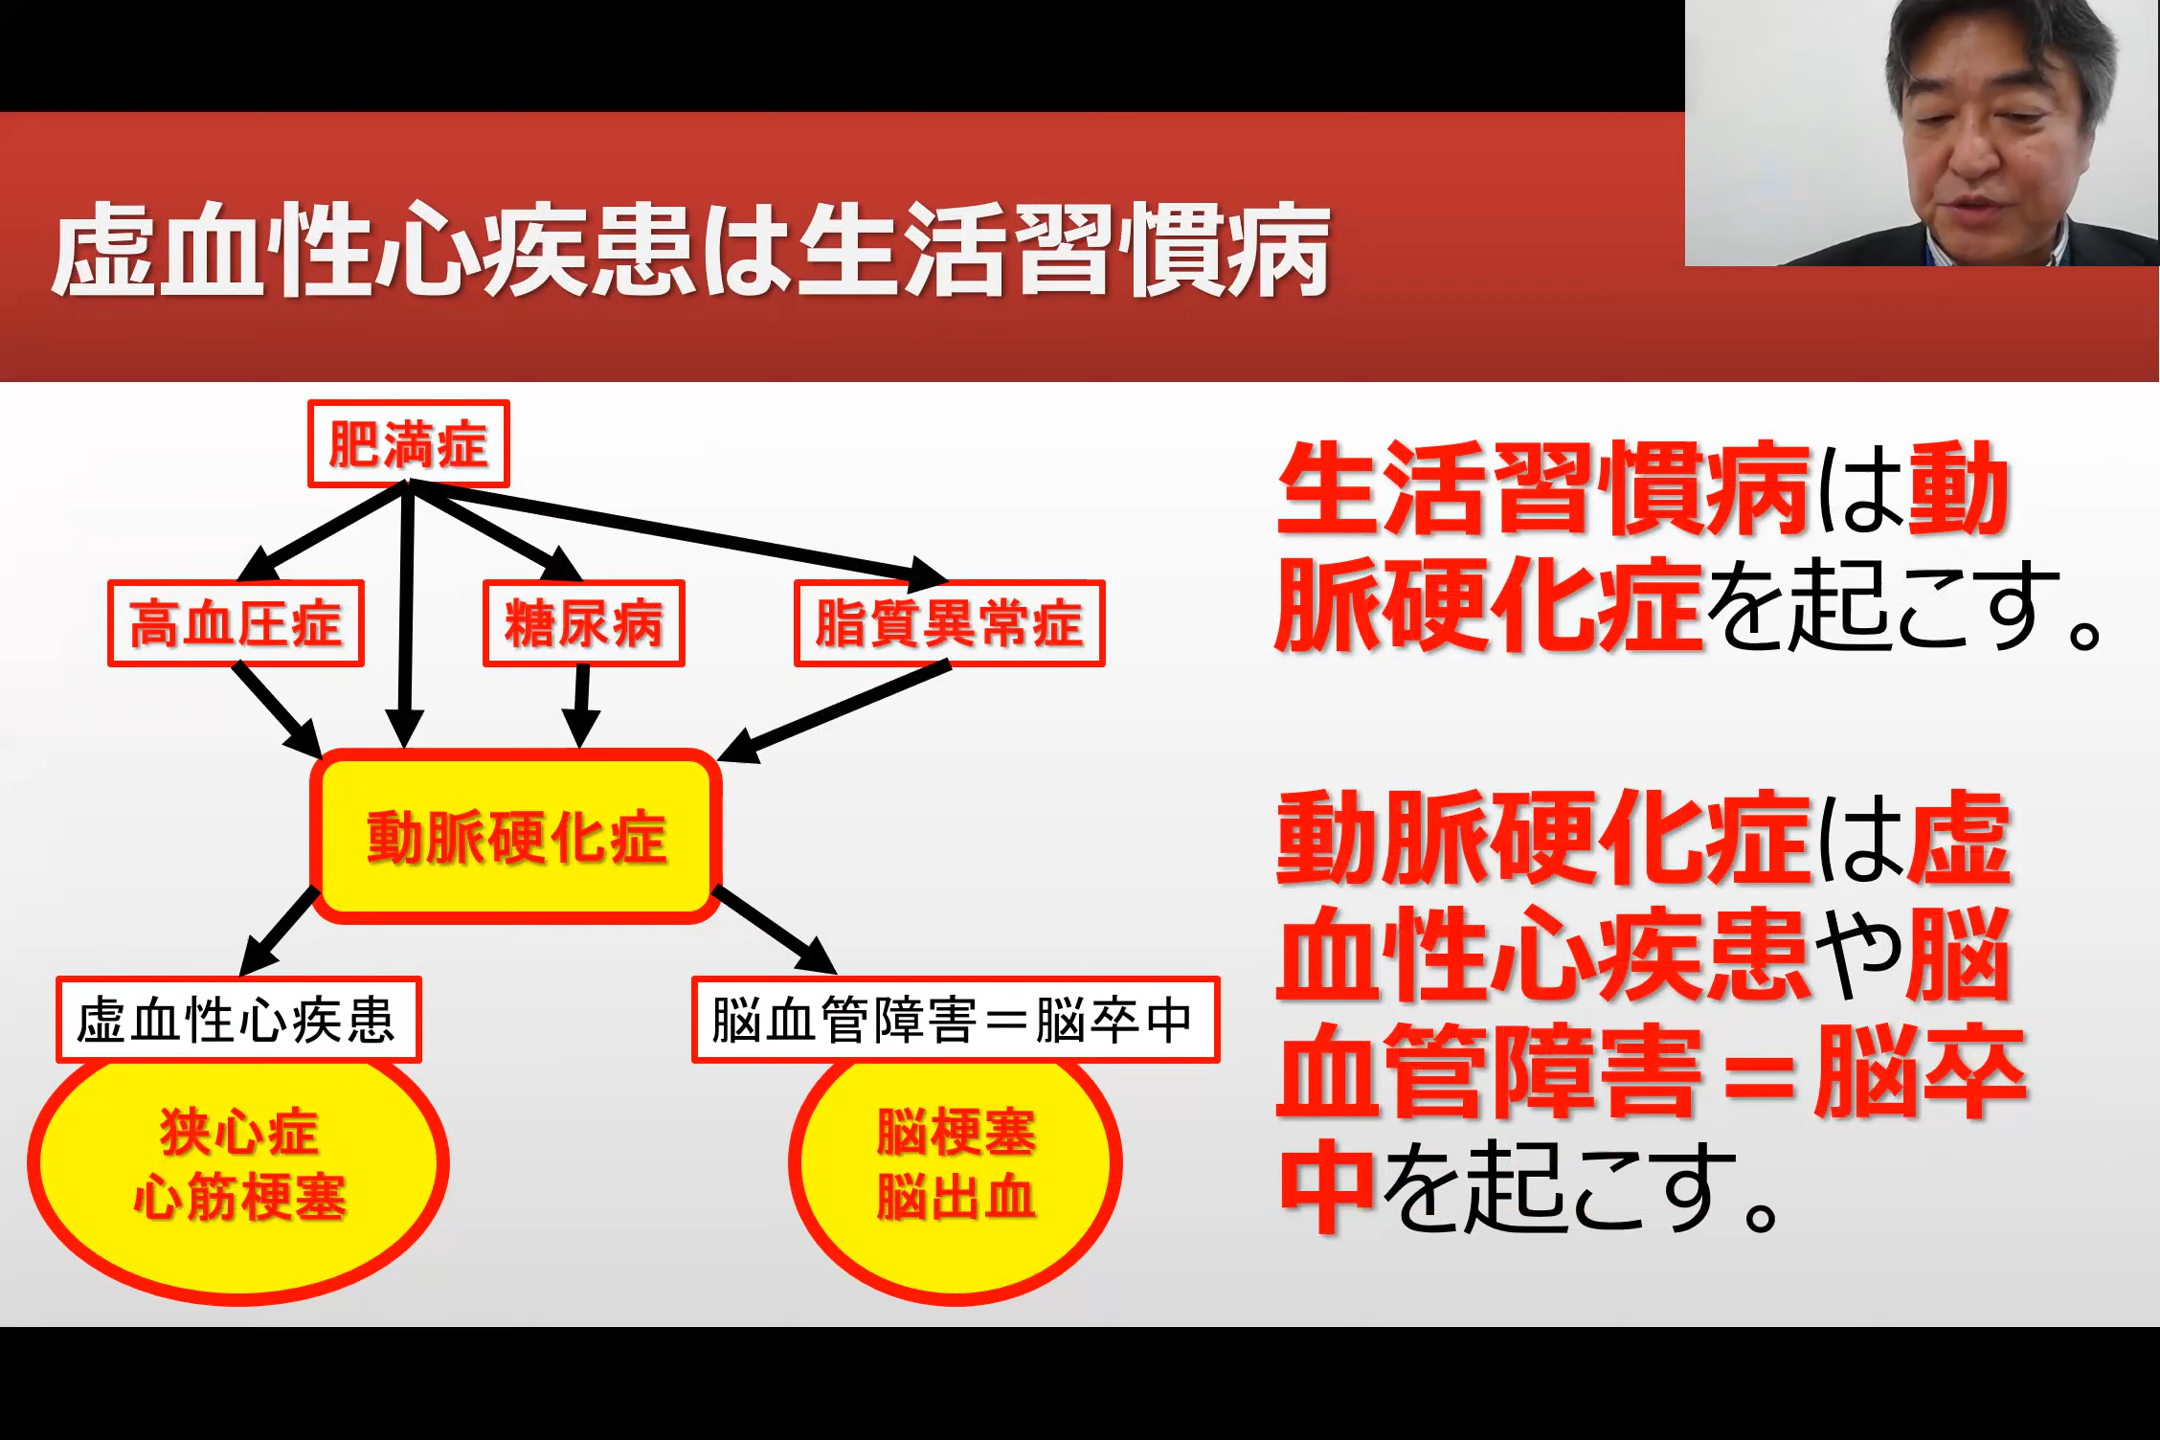 虚血性心疾患は生活習慣病
肥満症
高血圧症
糖尿病
脂質異常症
動脈硬化症
虚血性心疾患
脳血管障害＝脳卒中
狭心症
心筋梗塞
脳梗塞
脳出血
生活習慣病は動
脈硬化症を起こす。
動脈硬化症は虚
血性心疾患や脳
血管障害＝脳卒
中を起こす。